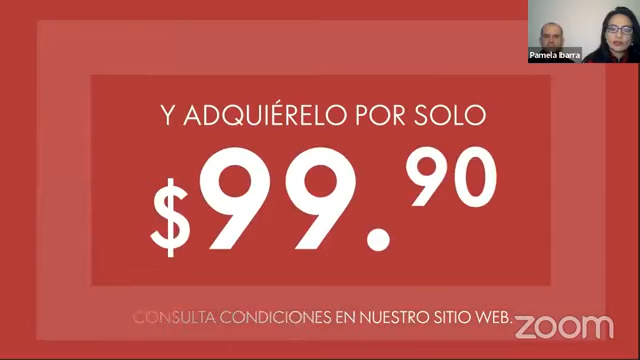 Pamela Ibarra
Y ADQUIÉRELO POR SOLO
$99.90
CONSULTA CONDICIONES EN NUESTRO SITIO WEB.
zoom